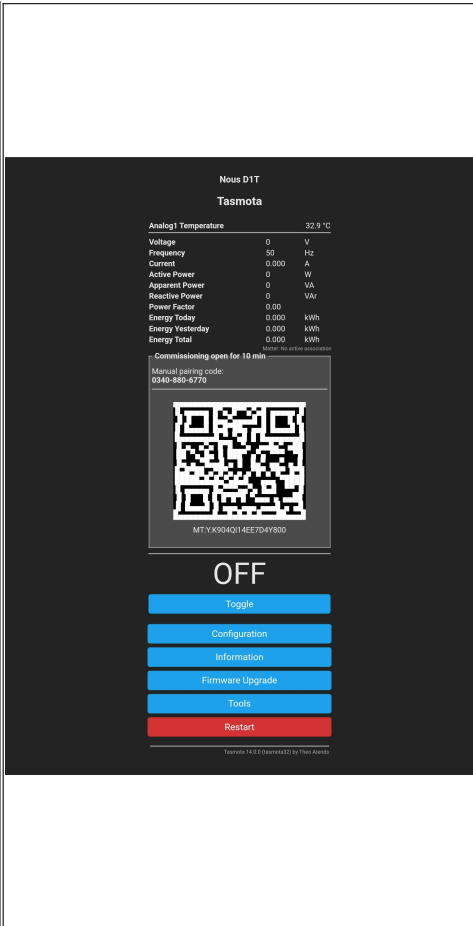 Nous D1T
Tasmota
Analog1 Temperature 32.9 °C
Voltage 0 V
Frequency 50 Hz
Current 0.000 A
Active Power 0 W
Apparent Power 0 VA
Reactive Power 0 VAr
Power Factor 0.00
Energy Today 0.000 kWh
Energy Yesterday 0.000 kWh
Energy Total 0.000 kWh
Matter: No active association
Commissioning open for 10 min
Manual pairing code:
0340-880-6770
MT:Y.K904QI14EE7D4Y800
OFF
Toggle
Configuration
Information
Firmware Upgrade
Tools
Restart
Tasmota 14.0.0 (tasmota32) by Theo Arends